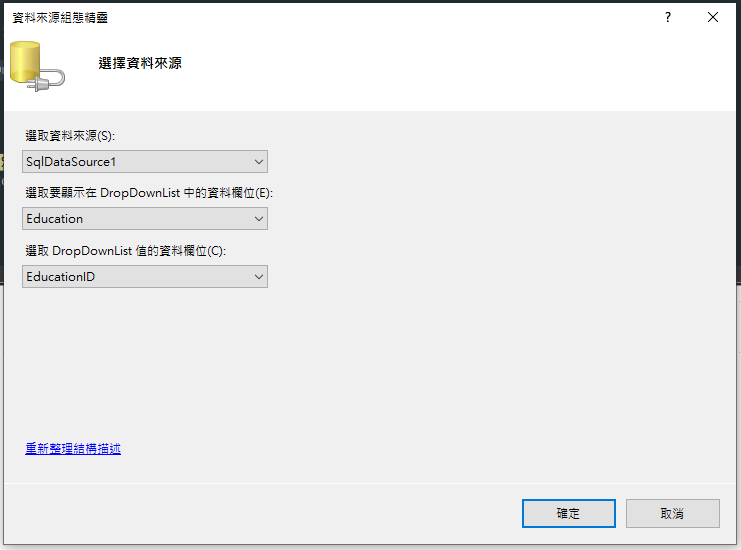 資料來源組態精靈
?
選擇資料來源
選取資料來源(S):
SqlDataSource1
選取要顯示在 DropDownList 中的資料欄位(E):
Education
選取 DropDownList 值的資料欄位(C):
EducationID
重新整理結構描述
確定
取消